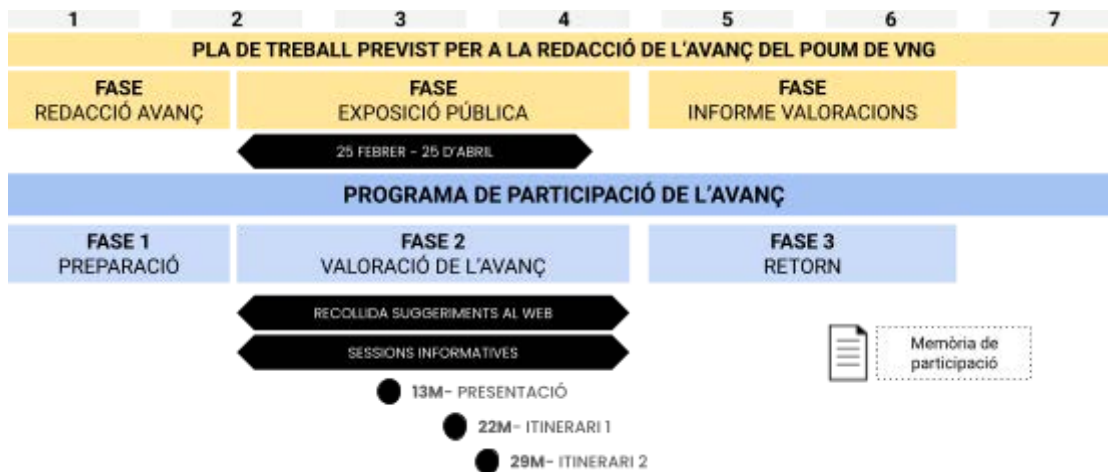 1 2 3 4 5 6 7
PLA DE TREBALL PREVIST PER A LA REDACCIÓ DE L'AVANÇ DEL POUM DE VNG
FASE
REDACCIÓ AVANÇ
FASE
EXPOSICIÓ PÚBLICA
FASE
INFORME VALORACIONS
25 FEBRER – 25 D'ABRIL
PROGRAMA DE PARTICIPACIÓ DE L'AVANÇ
FASE 1
PREPARACIÓ
FASE 2
VALORACIÓ DE L'AVANÇ
FASE 3
RETORN
RECOLLIDA SUGGERIMENTS AL WEB
SESSIONS INFORMATIVES
Memòria de
participació
13M- PRESENTACIÓ
22M- ITINERARI 1
29M- ITINERARI 2